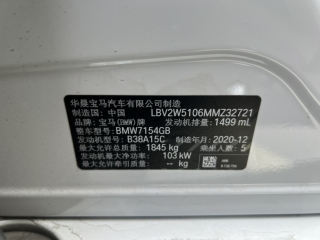 华晨宝马汽车有限公司制造
制造国: 中国 LBV2W5106MMZ32721
品牌: 宝马(BMW)牌 发动机排量: 1499 mL
整车型号: BMW7154GB
发动机型号: B38A15C 制造年月: 2020-12
最大允许总质量: 1845 kg 乘坐人数: 5
发动机最大净功率: 103 kW
最大允许牵引质量: -- kg